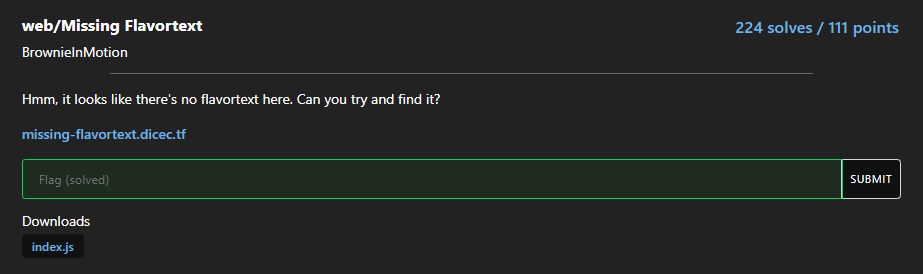 web/Missing Flavortext
224 solves / 111 points
BrownieInMotion
Hmm, it looks like there's no flavortext here. Can you try and find it?
missing-flavortext.dicec.tf
Flag (solved)
SUBMIT
Downloads
index.js